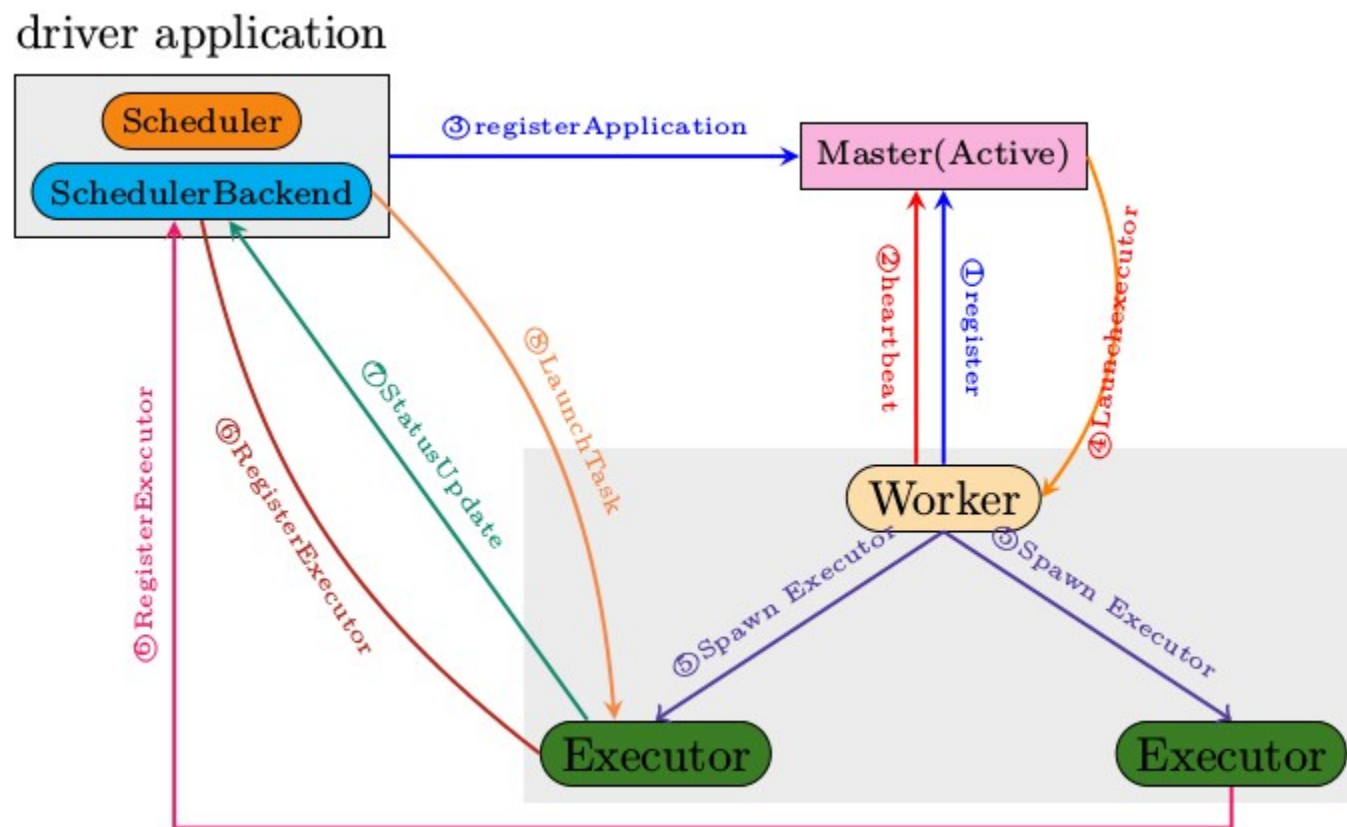 driver application
Scheduler
SchedulerBackend
③registerApplication
Master(Active)
②heartbeat
①register
④Launchexecutor
⑧LaunchTask
⑦StatusUpdate
⑥RegisterExecutor
⑥RegisterExecutor
Worker
⑤Spawn Executor
⑤Spawn Executor
Executor
Executor